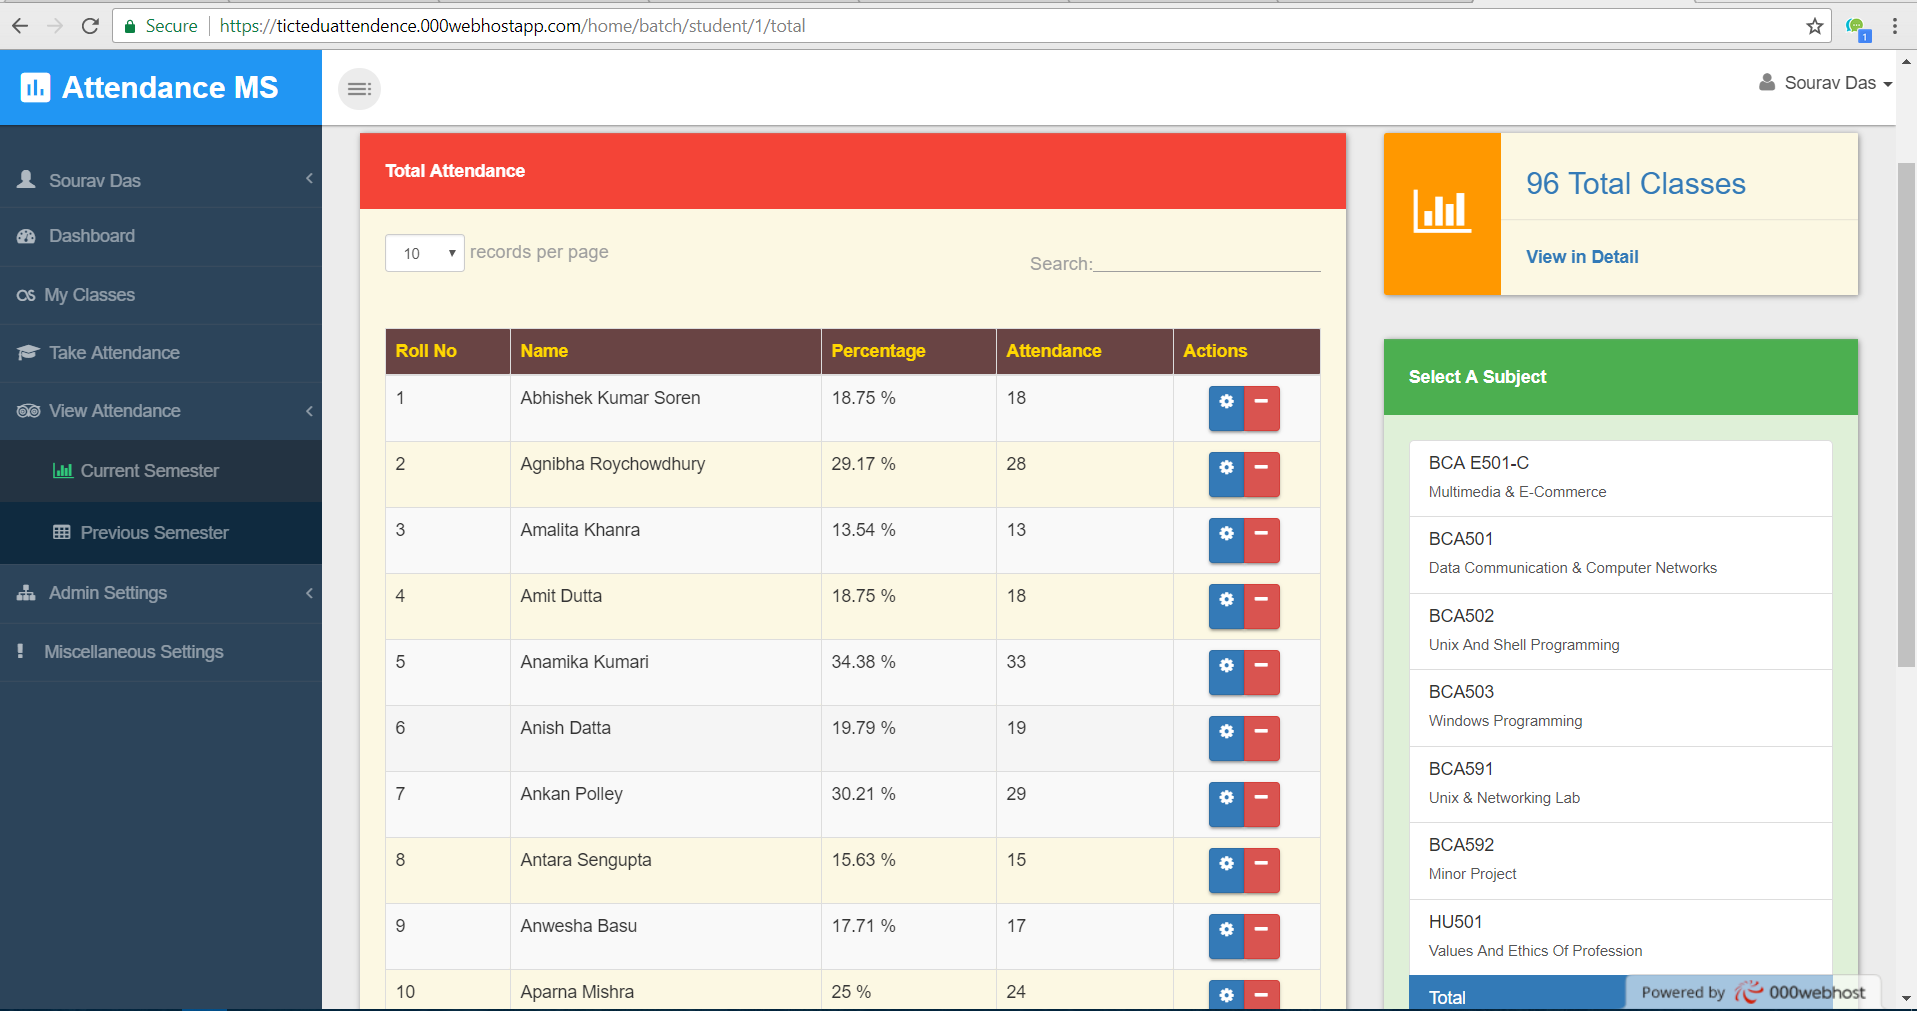 Secure https://ticteduattendence.000webhostapp.com/home/batch/student/1/total
1
Attendance MS
Sourav Das
Sourav Das
Dashboard
My Classes
Take Attendance
View Attendance
Current Semester
Previous Semester
Admin Settings
Miscellaneous Settings
Total Attendance
10 records per page
Search:
Roll No Name Percentage Attendance Actions
1 Abhishek Kumar Soren 18.75 % 18
2 Agnibha Roychowdhury 29.17 % 28
3 Amalita Khanra 13.54 % 13
4 Amit Dutta 18.75 % 18
5 Anamika Kumari 34.38 % 33
6 Anish Datta 19.79 % 19
7 Ankan Polley 30.21 % 29
8 Antara Sengupta 15.63 % 15
9 Anwesha Basu 17.71 % 17
10 Aparna Mishra 25 % 24
96 Total Classes
View in Detail
Select A Subject
BCA E501-C
Multimedia & E-Commerce
BCA501
Data Communication & Computer Networks
BCA502
Unix And Shell Programming
BCA503
Windows Programming
BCA591
Unix & Networking Lab
BCA592
Minor Project
HU501
Values And Ethics Of Profession
Total
Powered by 000webhost